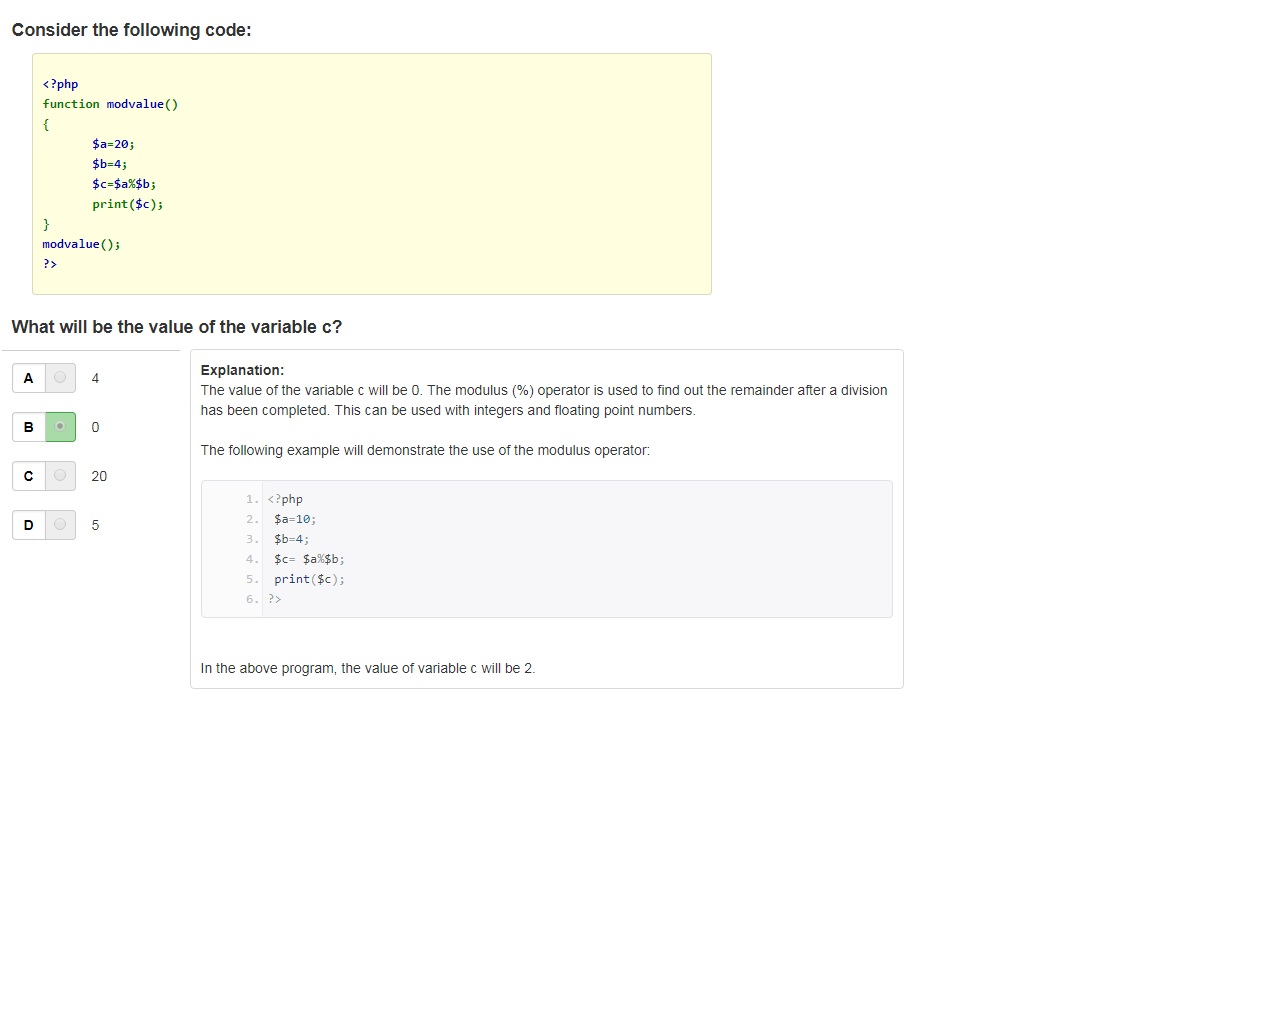 Consider the following code:
<?php
function modvalue()
{
$a=20;
$b=4;
$c=$a%$b;
print($c);
}
modvalue();
?>
What will be the value of the variable c?
A 4
B 0
C 20
D 5
Explanation:
The value of the variable c will be 0. The modulus (%) operator is used to find out the remainder after a division
has been completed. This can be used with integers and floating point numbers.
The following example will demonstrate the use of the modulus operator:
1. <?php
2. $a=10;
3. $b=4;
4. $c= $a%$b;
5. print($c);
6. ?>
In the above program, the value of variable c will be 2.